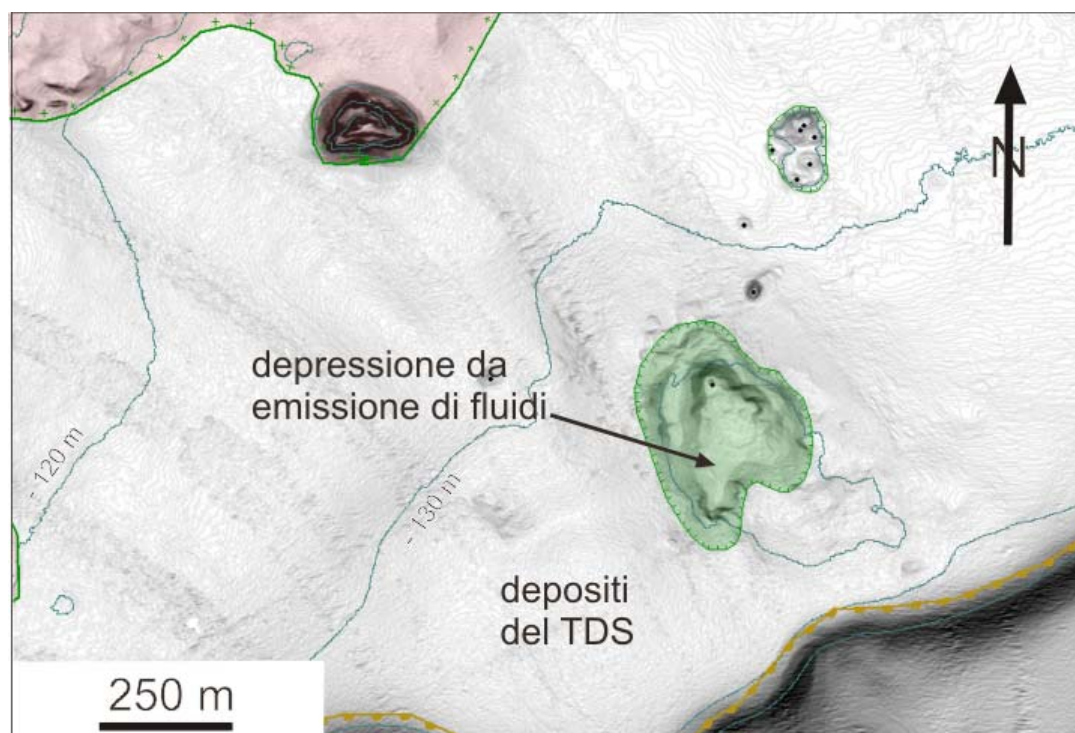 N
depressione da
emissione di fluidi
- 120 m
- 130 m
depositi
del TDS
250 m